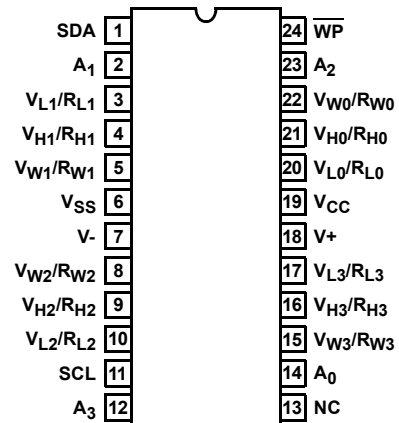 SDA 1 24 WP
A1 2 23 A2
VL1/RL1 3 22 VW0/RW0
VH1/RH1 4 21 VH0/RH0
VW1/RW1 5 20 VL0/RL0
VSS 6 19 VCC
V- 7 18 V+
VW2/RW2 8 17 VL3/RL3
VH2/RH2 9 16 VH3/RH3
VL2/RL2 10 15 VW3/RW3
SCL 11 14 A0
A3 12 13 NC